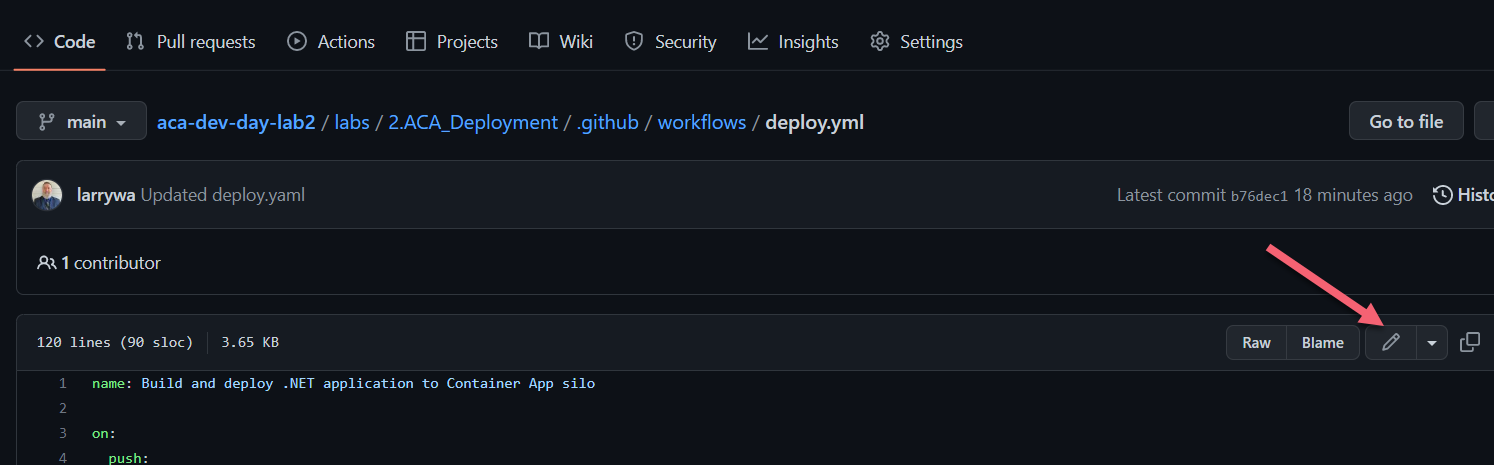 Code Pull requests Actions Projects Wiki Security Insights Settings
main aca-dev-day-lab2 / labs / 2.ACA_Deployment / .github / workflows / deploy.yml Go to file
larrywa Updated deploy.yaml Latest commit b76dec1 18 minutes ago Histo
1 contributor
120 lines (90 sloc) 3.65 KB Raw Blame
1 name: Build and deploy .NET application to Container App silo
2
3 on:
4 push: